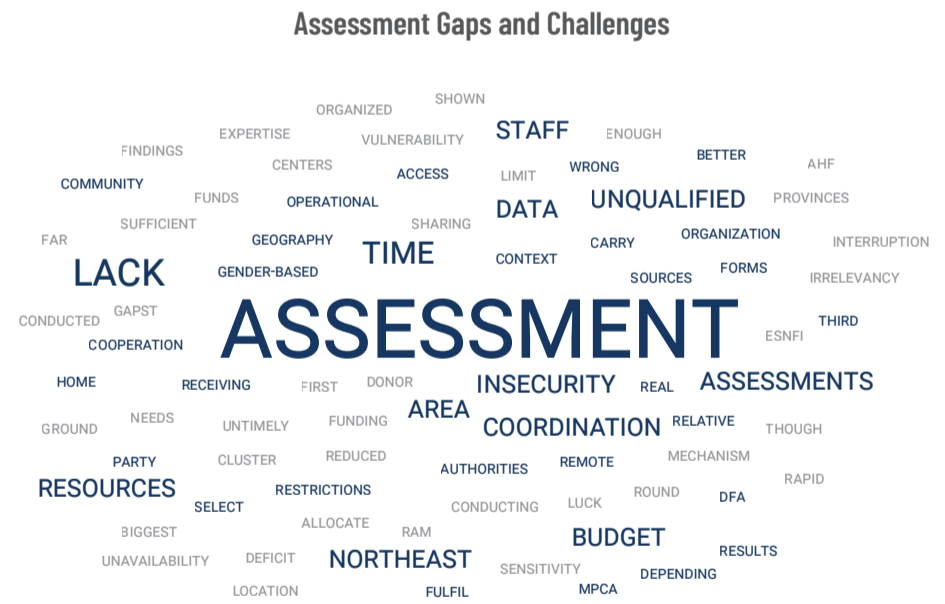 Assessment Gaps and Challenges
SHOWN
ORGANIZED
STAFF
EXPERTISE
ENOUGH
VULNERABILITY
FINDINGS
BETTER
CENTERS
AHF
WRONG
ACCESS
LIMIT
COMMUNITY
FUNDS
PROVINCES
UNQUALIFIED
OPERATIONAL
DATA
SUFFICIENT
SHARING
ORGANIZATION
FAR
GEOGRAPHY
CARRY
INTERRUPTION
TIME
CONTEXT
FORMS
LACK
GENDER-BASED
SOURCES
IRRELEVANCY
GAPST
CONDUCTED
THIRD
ASSESSMENT
ESNFI
COOPERATION
HOME
RECEIVING
FIRST
DONOR
INSECURITY
REAL
ASSESSMENTS
AREA
NEEDS
FUNDING
RELATIVE
GROUND
UNTIMELY
COORDINATION
THOUGH
REDUCED
MECHANISM
PARTY
CLUSTER
REMOTE
AUTHORITIES
RAPID
RESOURCES
RESTRICTIONS
ROUND
DFA
SELECT
CONDUCTING
LUCK
ALLOCATE
BIGGEST
RAM
BUDGET
RESULTS
UNAVAILABILITY
DEFICIT
NORTHEAST
SENSITIVITY
DEPENDING
LOCATION
FULFIL
MPCA